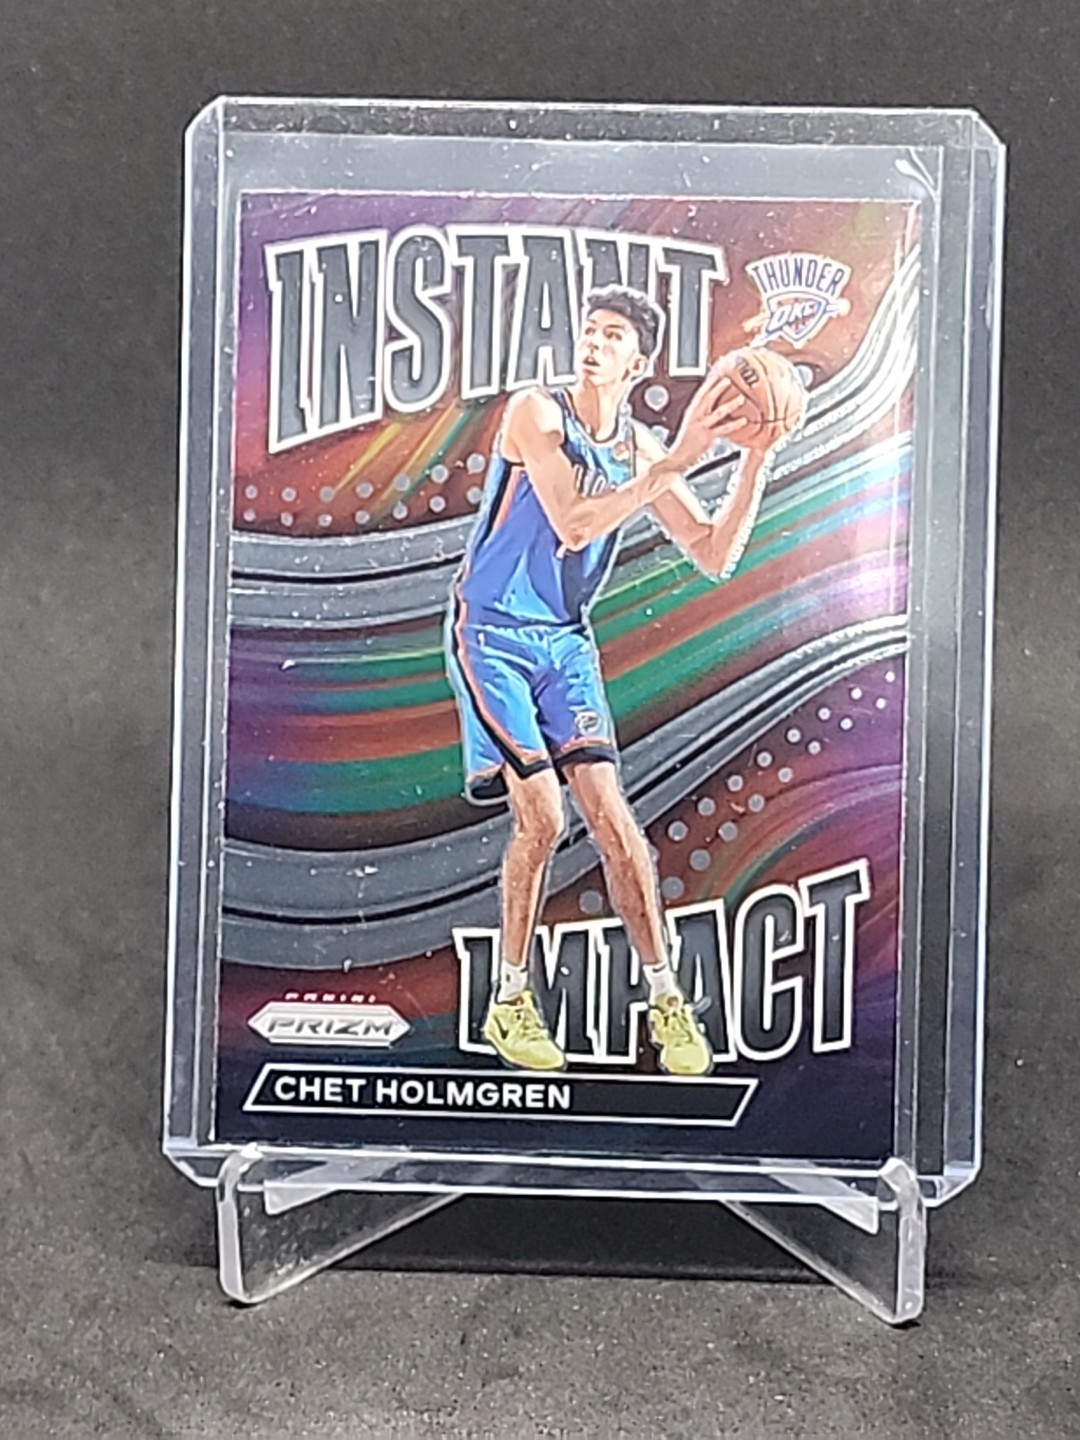 INSTANT
THUNDER
OKC
IMPACT
PANINI
PRIZM
CHET HOLMGREN